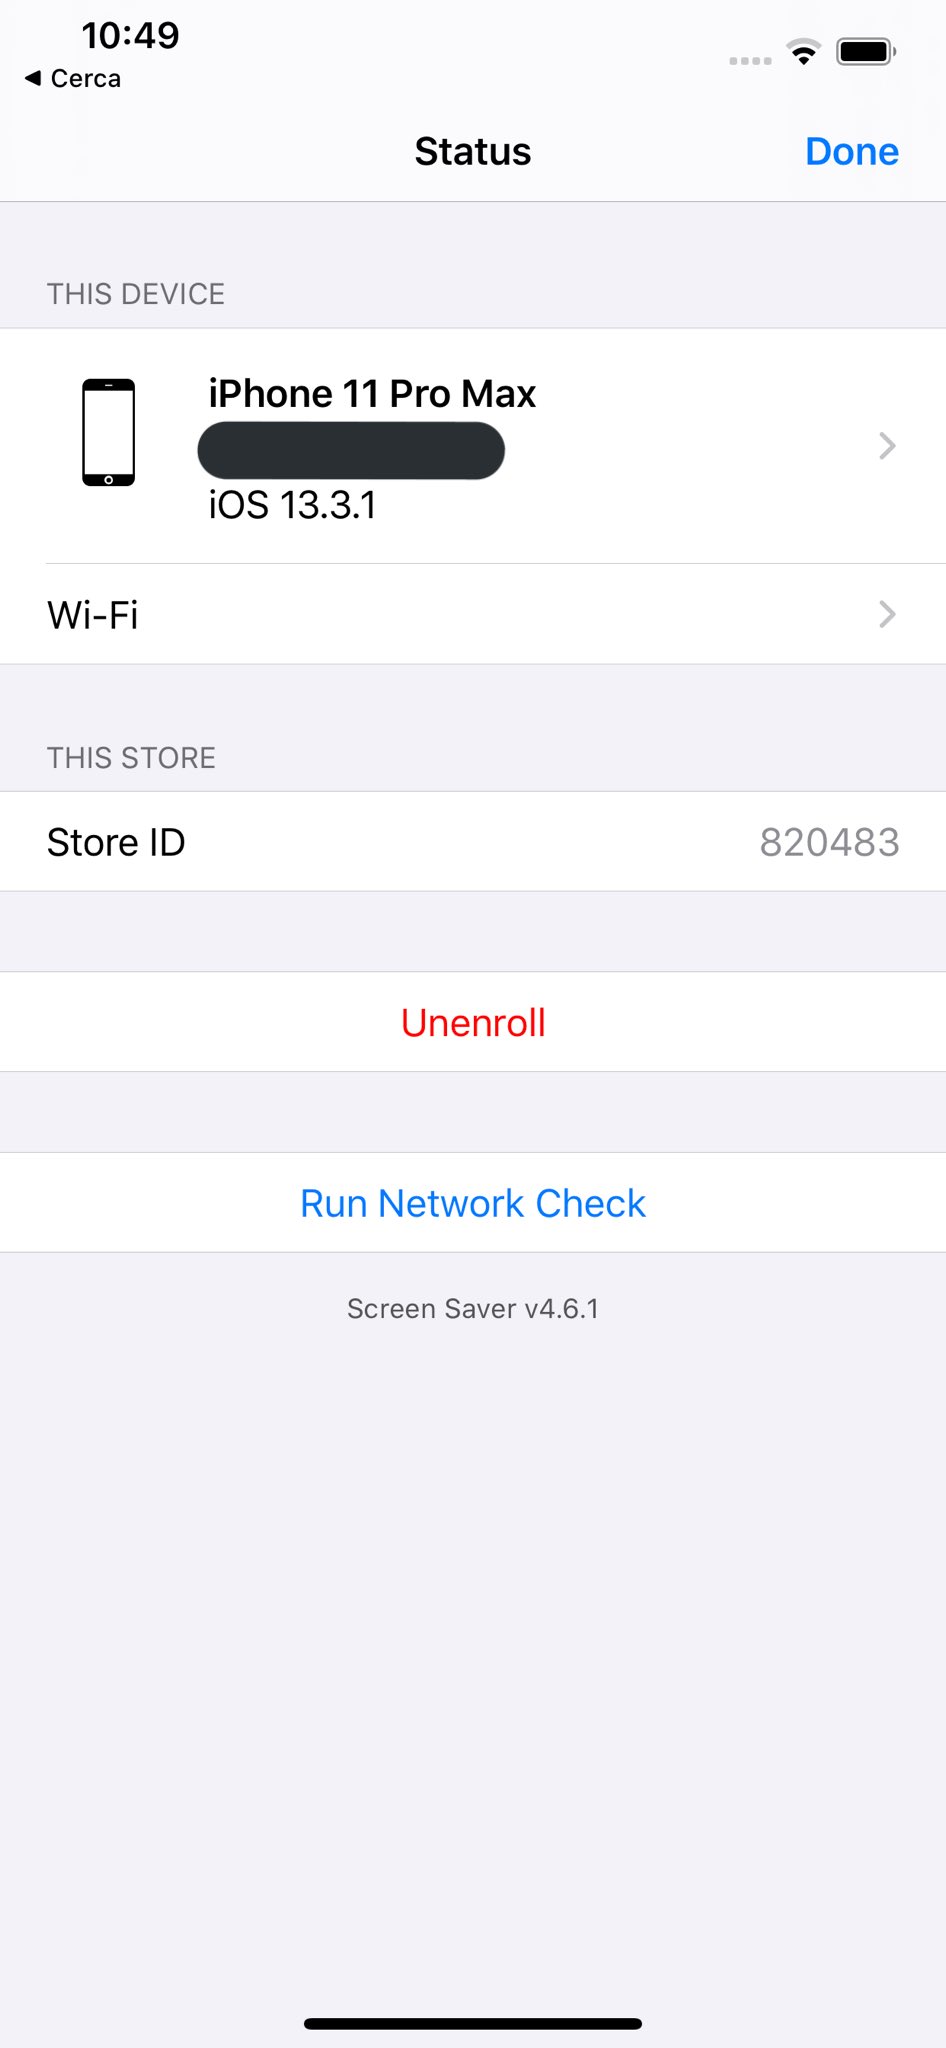 10:49
◀ Cerca
Status
Done
THIS DEVICE
iPhone 11 Pro Max
iOS 13.3.1
Wi-Fi
THIS STORE
Store ID
820483
Unenroll
Run Network Check
Screen Saver v4.6.1